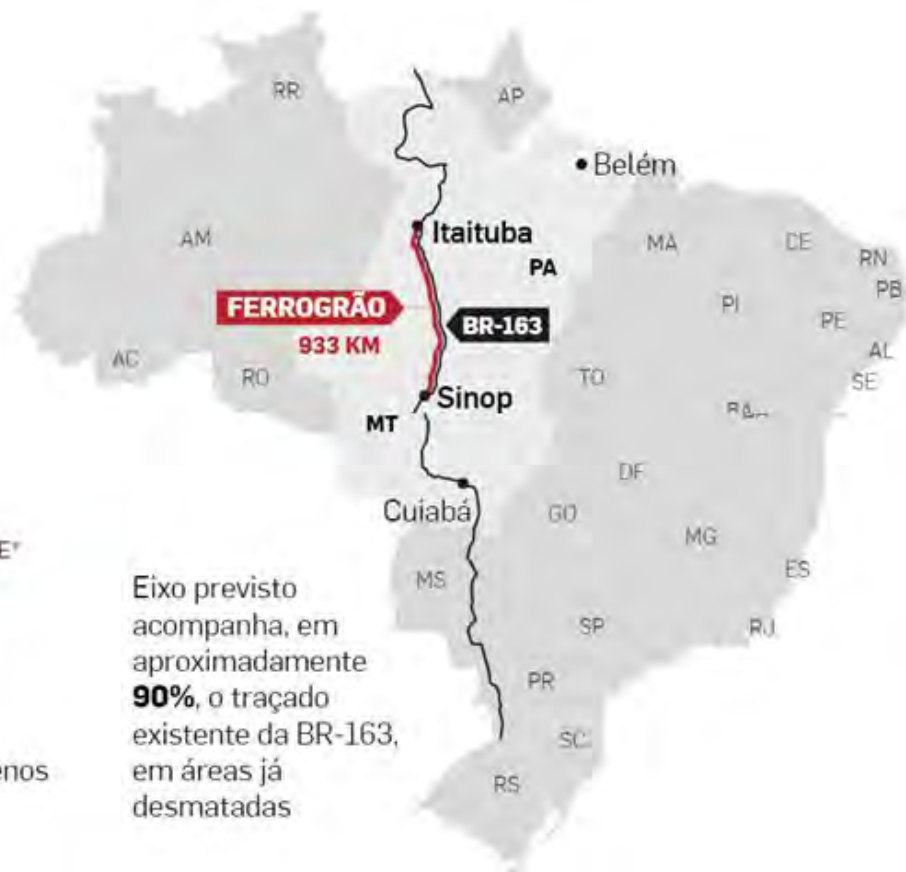 RR
AP
Belém
AM
Itaituba
MA
CE
RN
PA
PB
FERROGRÃO
PI
BR-163
PE
933 KM
AL
AC
RO
TO
SE
Sinop
MT
DF
Cuiabá
GO
MG
MS
ES
SP
RJ
PR
SC
RS
Eixo previsto
acompanha, em
aproximadamente
90%, o traçado
existente da BR-163,
em áreas já
desmatadas
enos